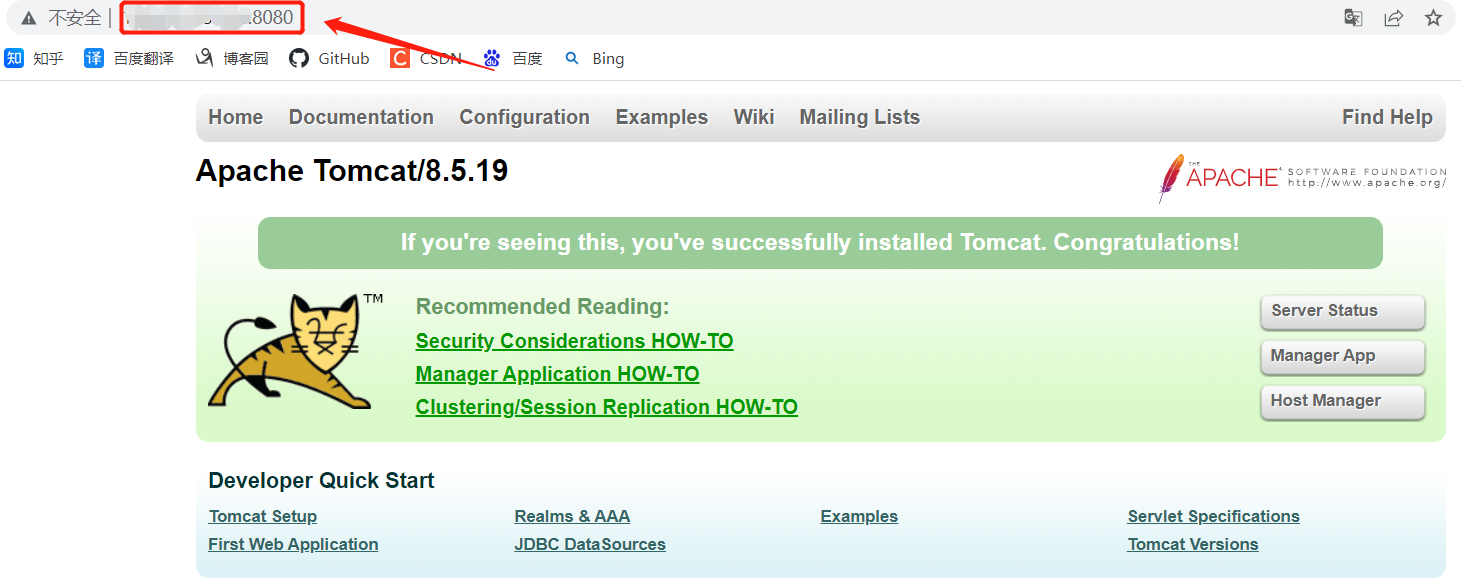 不安全 :8080
知 知乎 译 百度翻译 博客园 GitHub C CSDN du 百度 Bing
Home Documentation Configuration Examples Wiki Mailing Lists Find Help
Apache Tomcat/8.5.19
THE APACHE SOFTWARE FOUNDATION
http://www.apache.org/
If you're seeing this, you've successfully installed Tomcat. Congratulations!
TM
Recommended Reading:
Security Considerations HOW-TO
Manager Application HOW-TO
Clustering/Session Replication HOW-TO
Server Status
Manager App
Host Manager
Developer Quick Start
Tomcat Setup Realms & AAA Examples Servlet Specifications
First Web Application JDBC DataSources Tomcat Versions